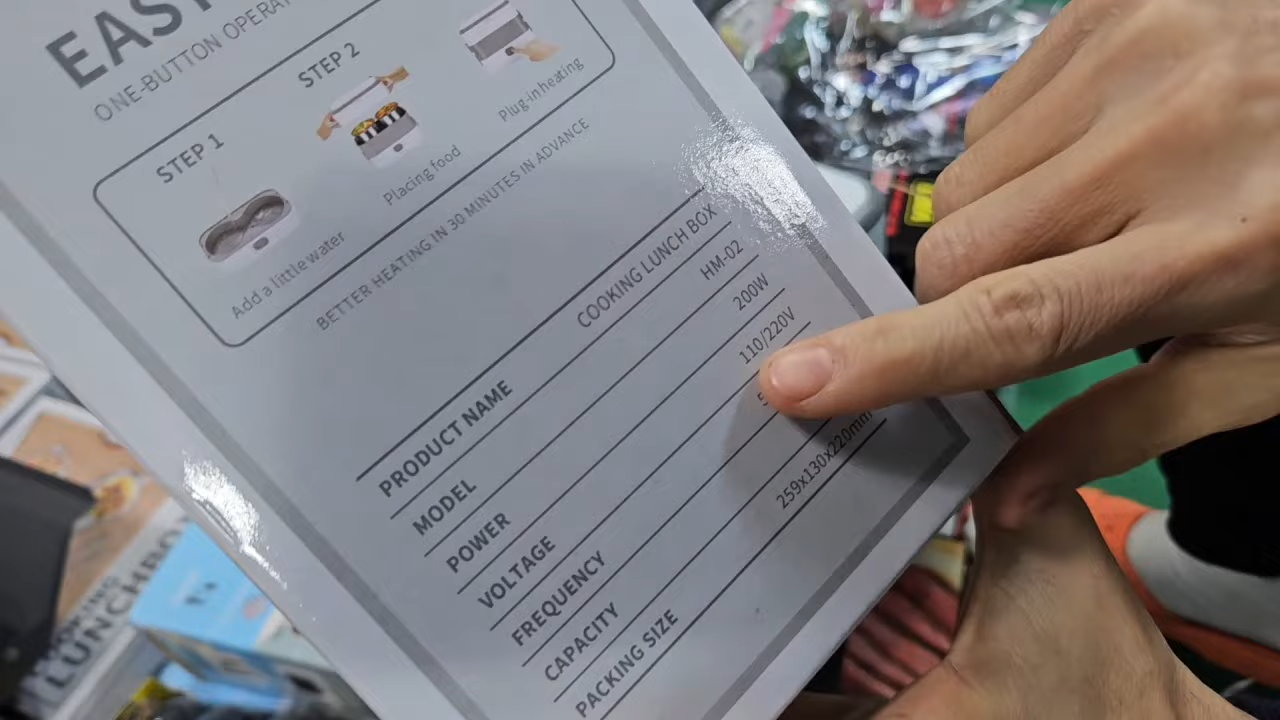 EASY
ONE-BUTTON
STEP 1
Add a little water
STEP 2
Placing food
Plug-in heating
BETTER HEATING IN 30 MINUTES IN ADVANCE
PRODUCT NAME COOKING LUNCH BOX
MODEL HM-02
POWER 200W
VOLTAGE 110/220V
FREQUENCY
CAPACITY
PACKING SIZE 259x130x220mm
LUNCHBO